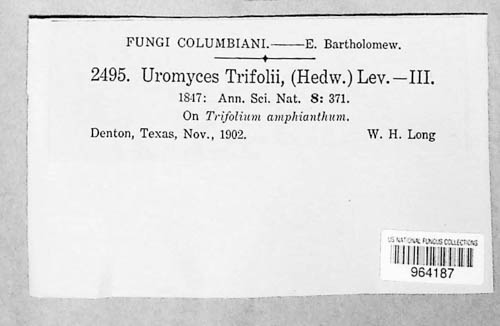 FUNGI COLUMBIANI.——E. Bartholomew.
2495. Uromyces Trifolii, (Hedw.) Lev.—III.
1847: Ann. Sci. Nat. 8: 371.
On Trifolium amphianthum.
Denton, Texas, Nov., 1902. W. H. Long
US NATIONAL FUNGUS COLLECTIONS
964187